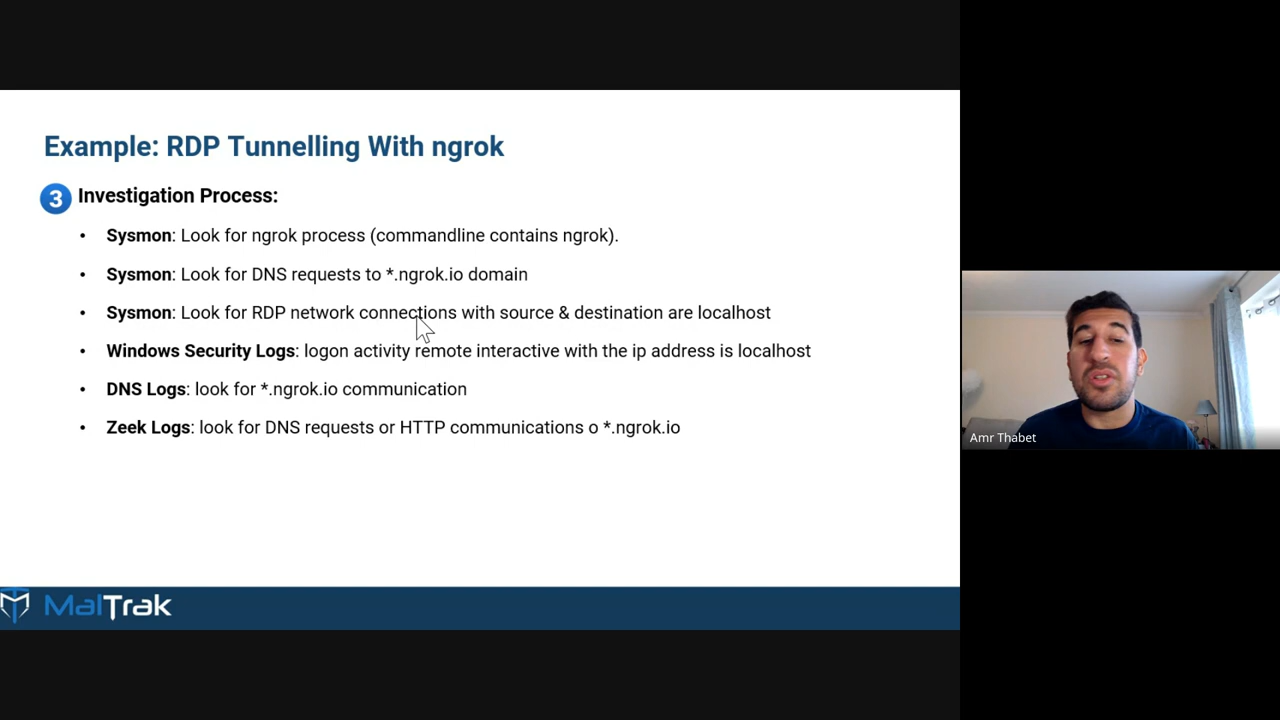 Example: RDP Tunnelling With ngrok
3 Investigation Process:
• Sysmon: Look for ngrok process (commandline contains ngrok).
• Sysmon: Look for DNS requests to *.ngrok.io domain
• Sysmon: Look for RDP network connections with source & destination are localhost
• Windows Security Logs: logon activity remote interactive with the ip address is localhost
• DNS Logs: look for *.ngrok.io communication
• Zeek Logs: look for DNS requests or HTTP communications o *.ngrok.io
MalTrak
Amr Thabet